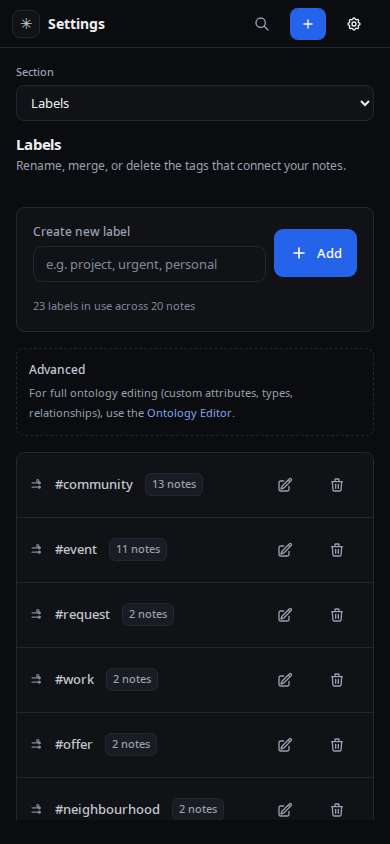 Settings
Section
Labels
Labels
Rename, merge, or delete the tags that connect your notes.
Create new label
e.g. project, urgent, personal
Add
23 labels in use across 20 notes
Advanced
For full ontology editing (custom attributes, types,
relationships), use the Ontology Editor.
#community 13 notes
#event 11 notes
#request 2 notes
#work 2 notes
#offer 2 notes
#neighbourhood 2 notes